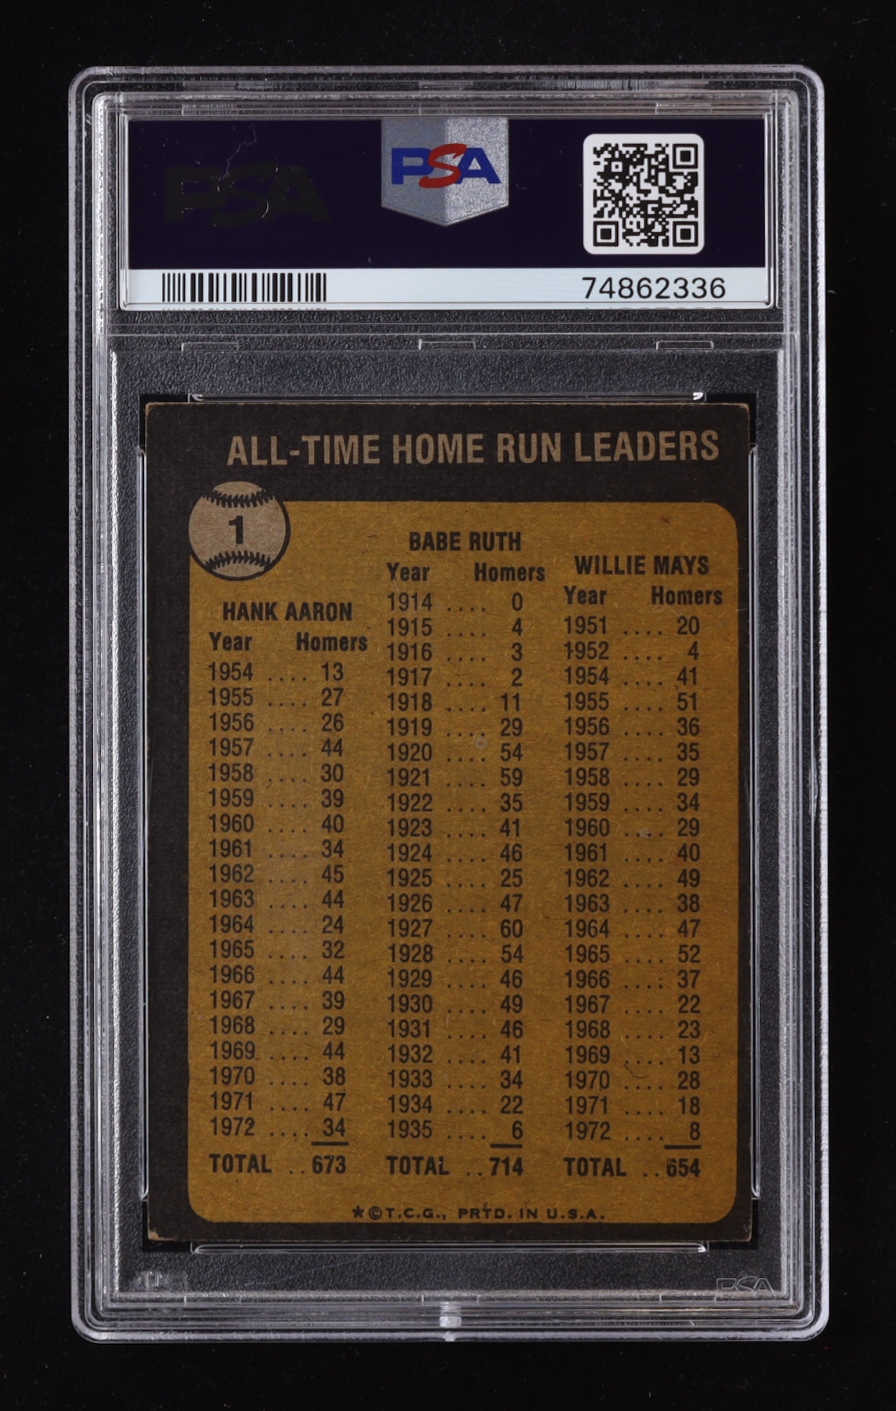 PSA
PSA
74862336
ALL-TIME HOME RUN LEADERS
1
HANK AARON
Year Homers
1954 .... 13
1955 .... 27
1956 .... 26
1957 .... 44
1958 .... 30
1959 .... 39
1960 .... 40
1961 .... 34
1962 .... 45
1963 .... 44
1964 .... 24
1965 .... 32
1966 .... 44
1967 .... 39
1968 .... 29
1969 .... 44
1970 .... 38
1971 .... 47
1972 .... 34
TOTAL .. 673
BABE RUTH
Year Homers
1914 .... 0
1915 .... 4
1916 .... 3
1917 .... 2
1918 .... 11
1919 .... 29
1920 .... 54
1921 .... 59
1922 .... 35
1923 .... 41
1924 .... 46
1925 .... 25
1926 .... 47
1927 .... 60
1928 .... 54
1929 .... 46
1930 .... 49
1931 .... 46
1932 .... 41
1933 .... 34
1934 .... 22
1935 .... 6
TOTAL .. 714
WILLIE MAYS
Year Homers
1951 .... 20
1952 .... 4
1954 .... 41
1955 .... 51
1956 .... 36
1957 .... 35
1958 .... 29
1959 .... 34
1960 .... 29
1961 .... 40
1962 .... 49
1963 .... 38
1964 .... 47
1965 .... 52
1966 .... 37
1967 .... 22
1968 .... 23
1969 .... 13
1970 .... 28
1971 .... 18
1972 .... 8
TOTAL .. 654
★©T.C.G., PRTD. IN U.S.A.
PSA